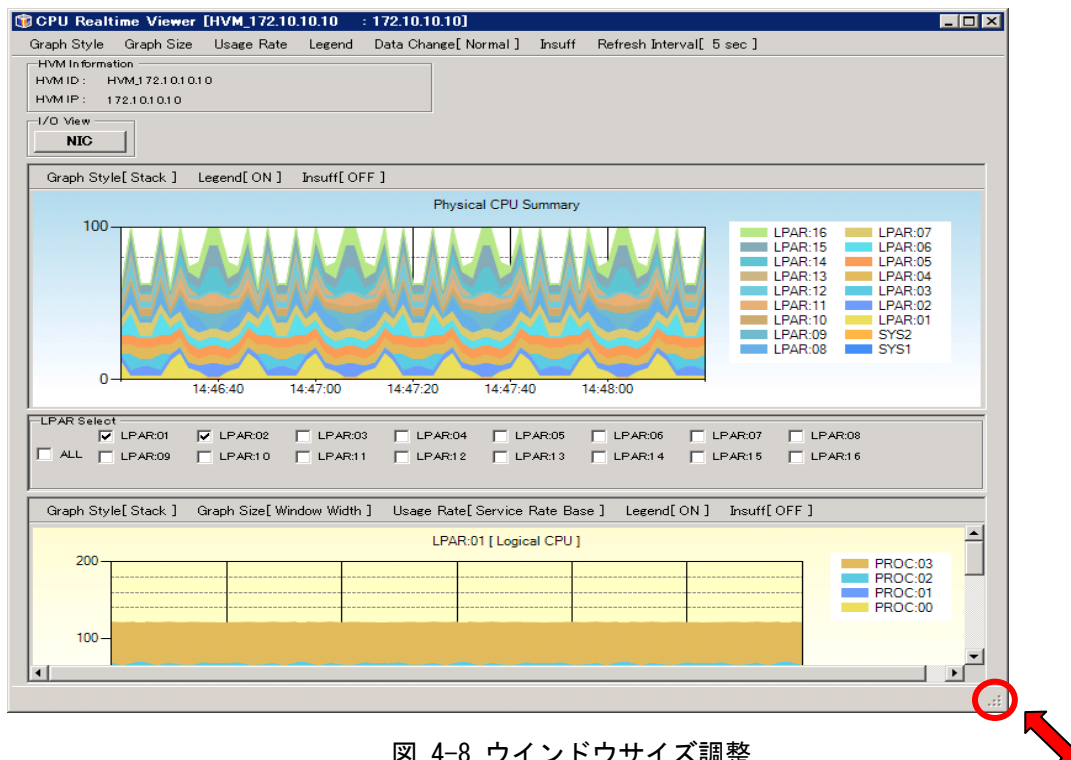 CPU Realtime Viewer [HVM_172.10.10.10 : 172.10.10.10]
Graph Style Graph Size Usage Rate Legend Data Change[ Normal ] Insuff Refresh Interval[ 5 sec ]
HVM Information
HVM ID : HVM_172.10.10.10
HVM IP : 172.10.10.10
I/O View
NIC
Graph Style[ Stack ] Legend[ ON ] Insuff[ OFF ]
Physical CPU Summary
100
0
14:46:40 14:47:00 14:47:20 14:47:40 14:48:00
LPAR:16 LPAR:07
LPAR:15 LPAR:06
LPAR:14 LPAR:05
LPAR:13 LPAR:04
LPAR:12 LPAR:03
LPAR:11 LPAR:02
LPAR:10 LPAR:01
LPAR:09 SYS2
LPAR:08 SYS1
LPAR Select
LPAR:01 LPAR:02 LPAR:03 LPAR:04 LPAR:05 LPAR:06 LPAR:07 LPAR:08
ALL LPAR:09 LPAR:10 LPAR:11 LPAR:12 LPAR:13 LPAR:14 LPAR:15 LPAR:16
Graph Style[ Stack ] Graph Size[ Window Width ] Usage Rate[ Service Rate Base ] Legend[ ON ] Insuff[ OFF ]
LPAR:01 [ Logical CPU ]
200
100
PROC:03
PROC:02
PROC:01
PROC:00
図 4-8 ウインドウサイズ調整